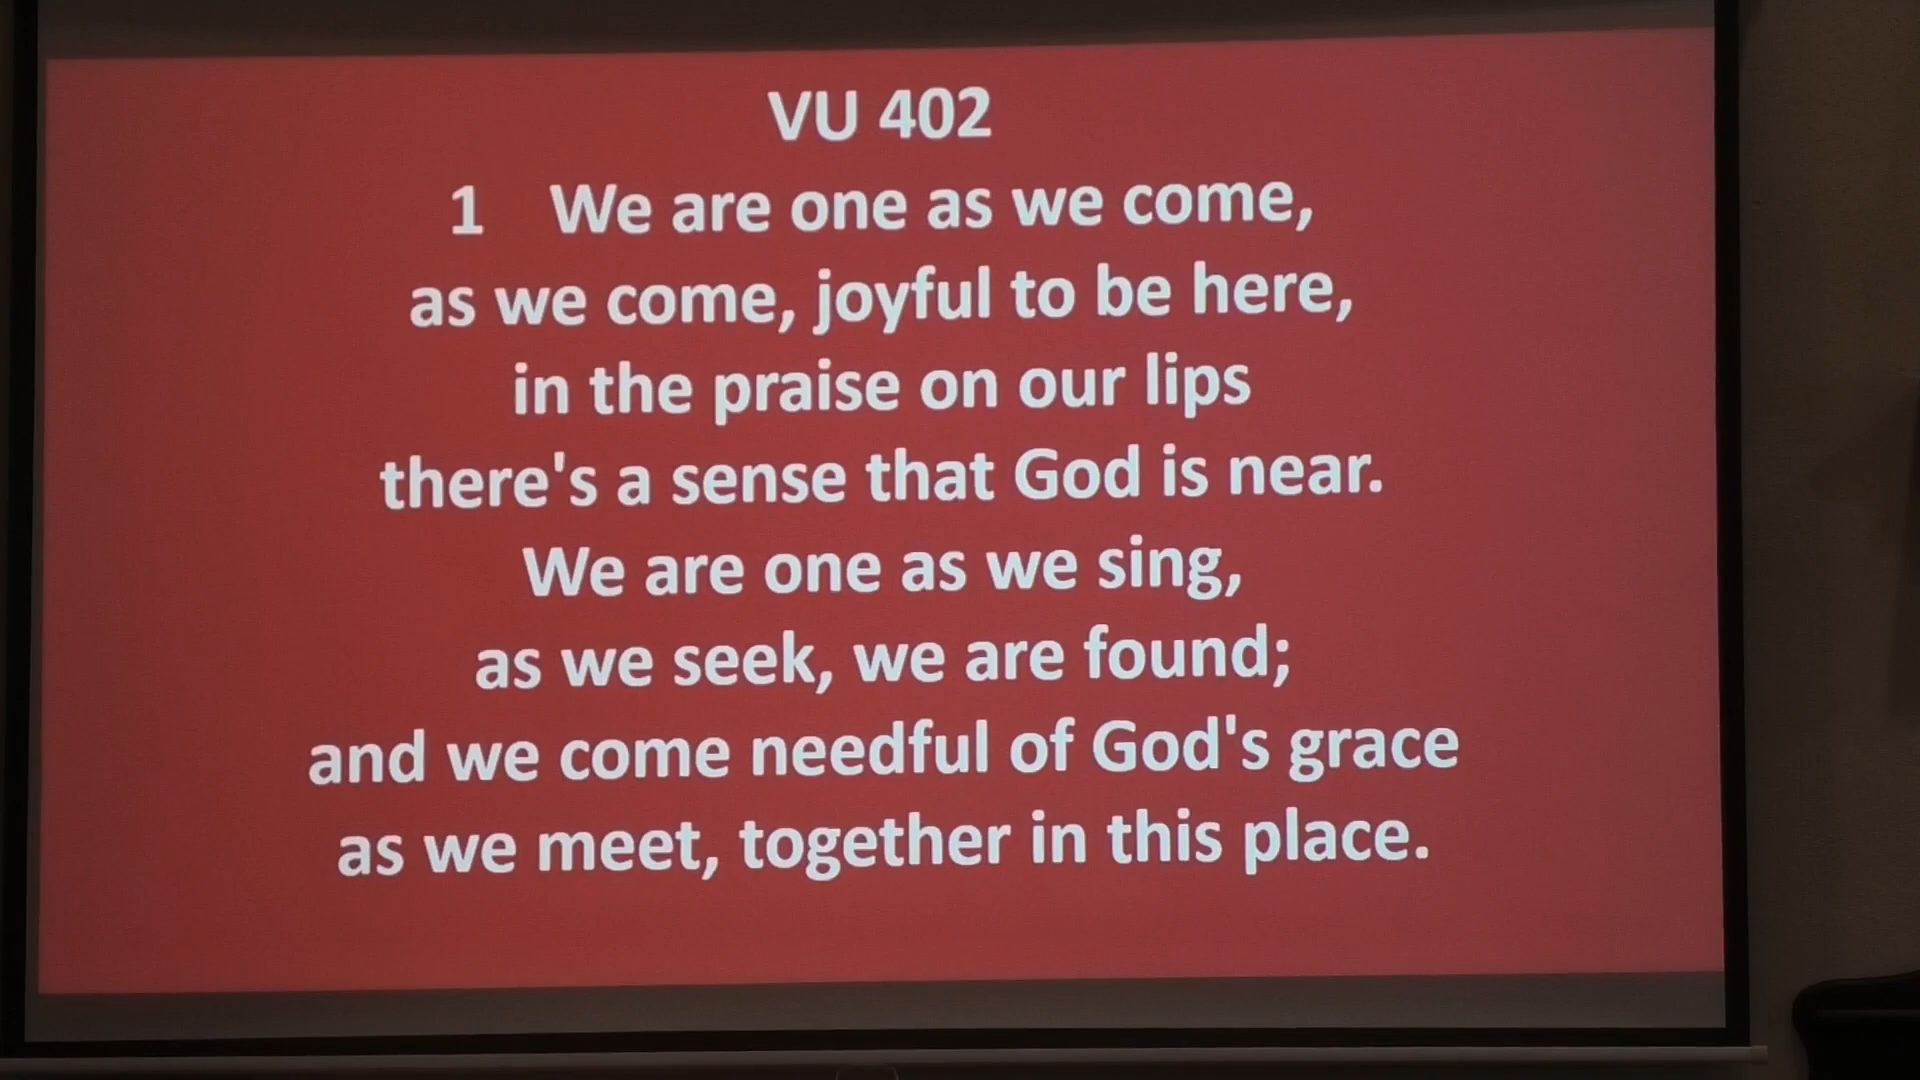 VU 402
1 We are one as we come,
as we come, joyful to be here,
in the praise on our lips
there's a sense that God is near.
We are one as we sing,
as we seek, we are found;
and we come needful of God's grace
as we meet, together in this place.